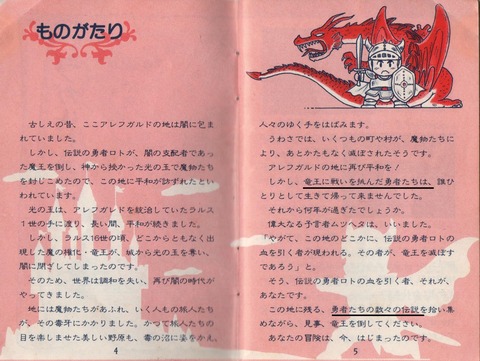 ものがたり
古しえの昔、ここアレフガルドの地は闇に包ま
れていました。
しかし、伝説の勇者ロトが、闇の支配者であっ
た魔王を倒し、神から授かった光の玉で魔物たち
を封じこめたので、この地に平和が訪ずれたとい
われています。
光の玉は、アレフガルドを統治していたラルス
1世の手に渡り、長い間、平和が続きました。
しかし、ラルス16世の頃、どこからともなく出
現した魔の権化・竜王が、城から光の玉を奪い、
闇に閉ざしてしまったのです。
そのため、世界は調和を失い、再び闇の時代が
やってきました。
地には魔物たちがあふれ、いく人もの旅人たち
が、その毒牙にかかりました。かつて旅人たちの
目を楽しませた美しい野原も、毒の沼に姿をかえ、
4
人々のゆく手をはばみます。
うわさでは、いくつもの町や村が、魔物たちに
より、あとかたもなく滅ぼされたそうです。
アレフガルドの地に再び平和を!
しかし、竜王に戦いを挑んだ勇者たちは、誰ひ
とりとして生きて帰って来ませんでした。
それから何年が過ぎたでしょうか。
偉大なる予言者ムツヘタは、いいました。
「やがて、この地のどこかに、伝説の勇者ロトの
血を引く者が現われる。その者が、竜王を滅ぼす
であろう」と。
そう、伝説の勇者ロトの血を引く者、それが、
あなたです。
この地に残る、勇者たちの数々の伝説を拾い集
めながら、見事、竜王を倒してください。
あなたの冒険は、今、はじまったのです。
5